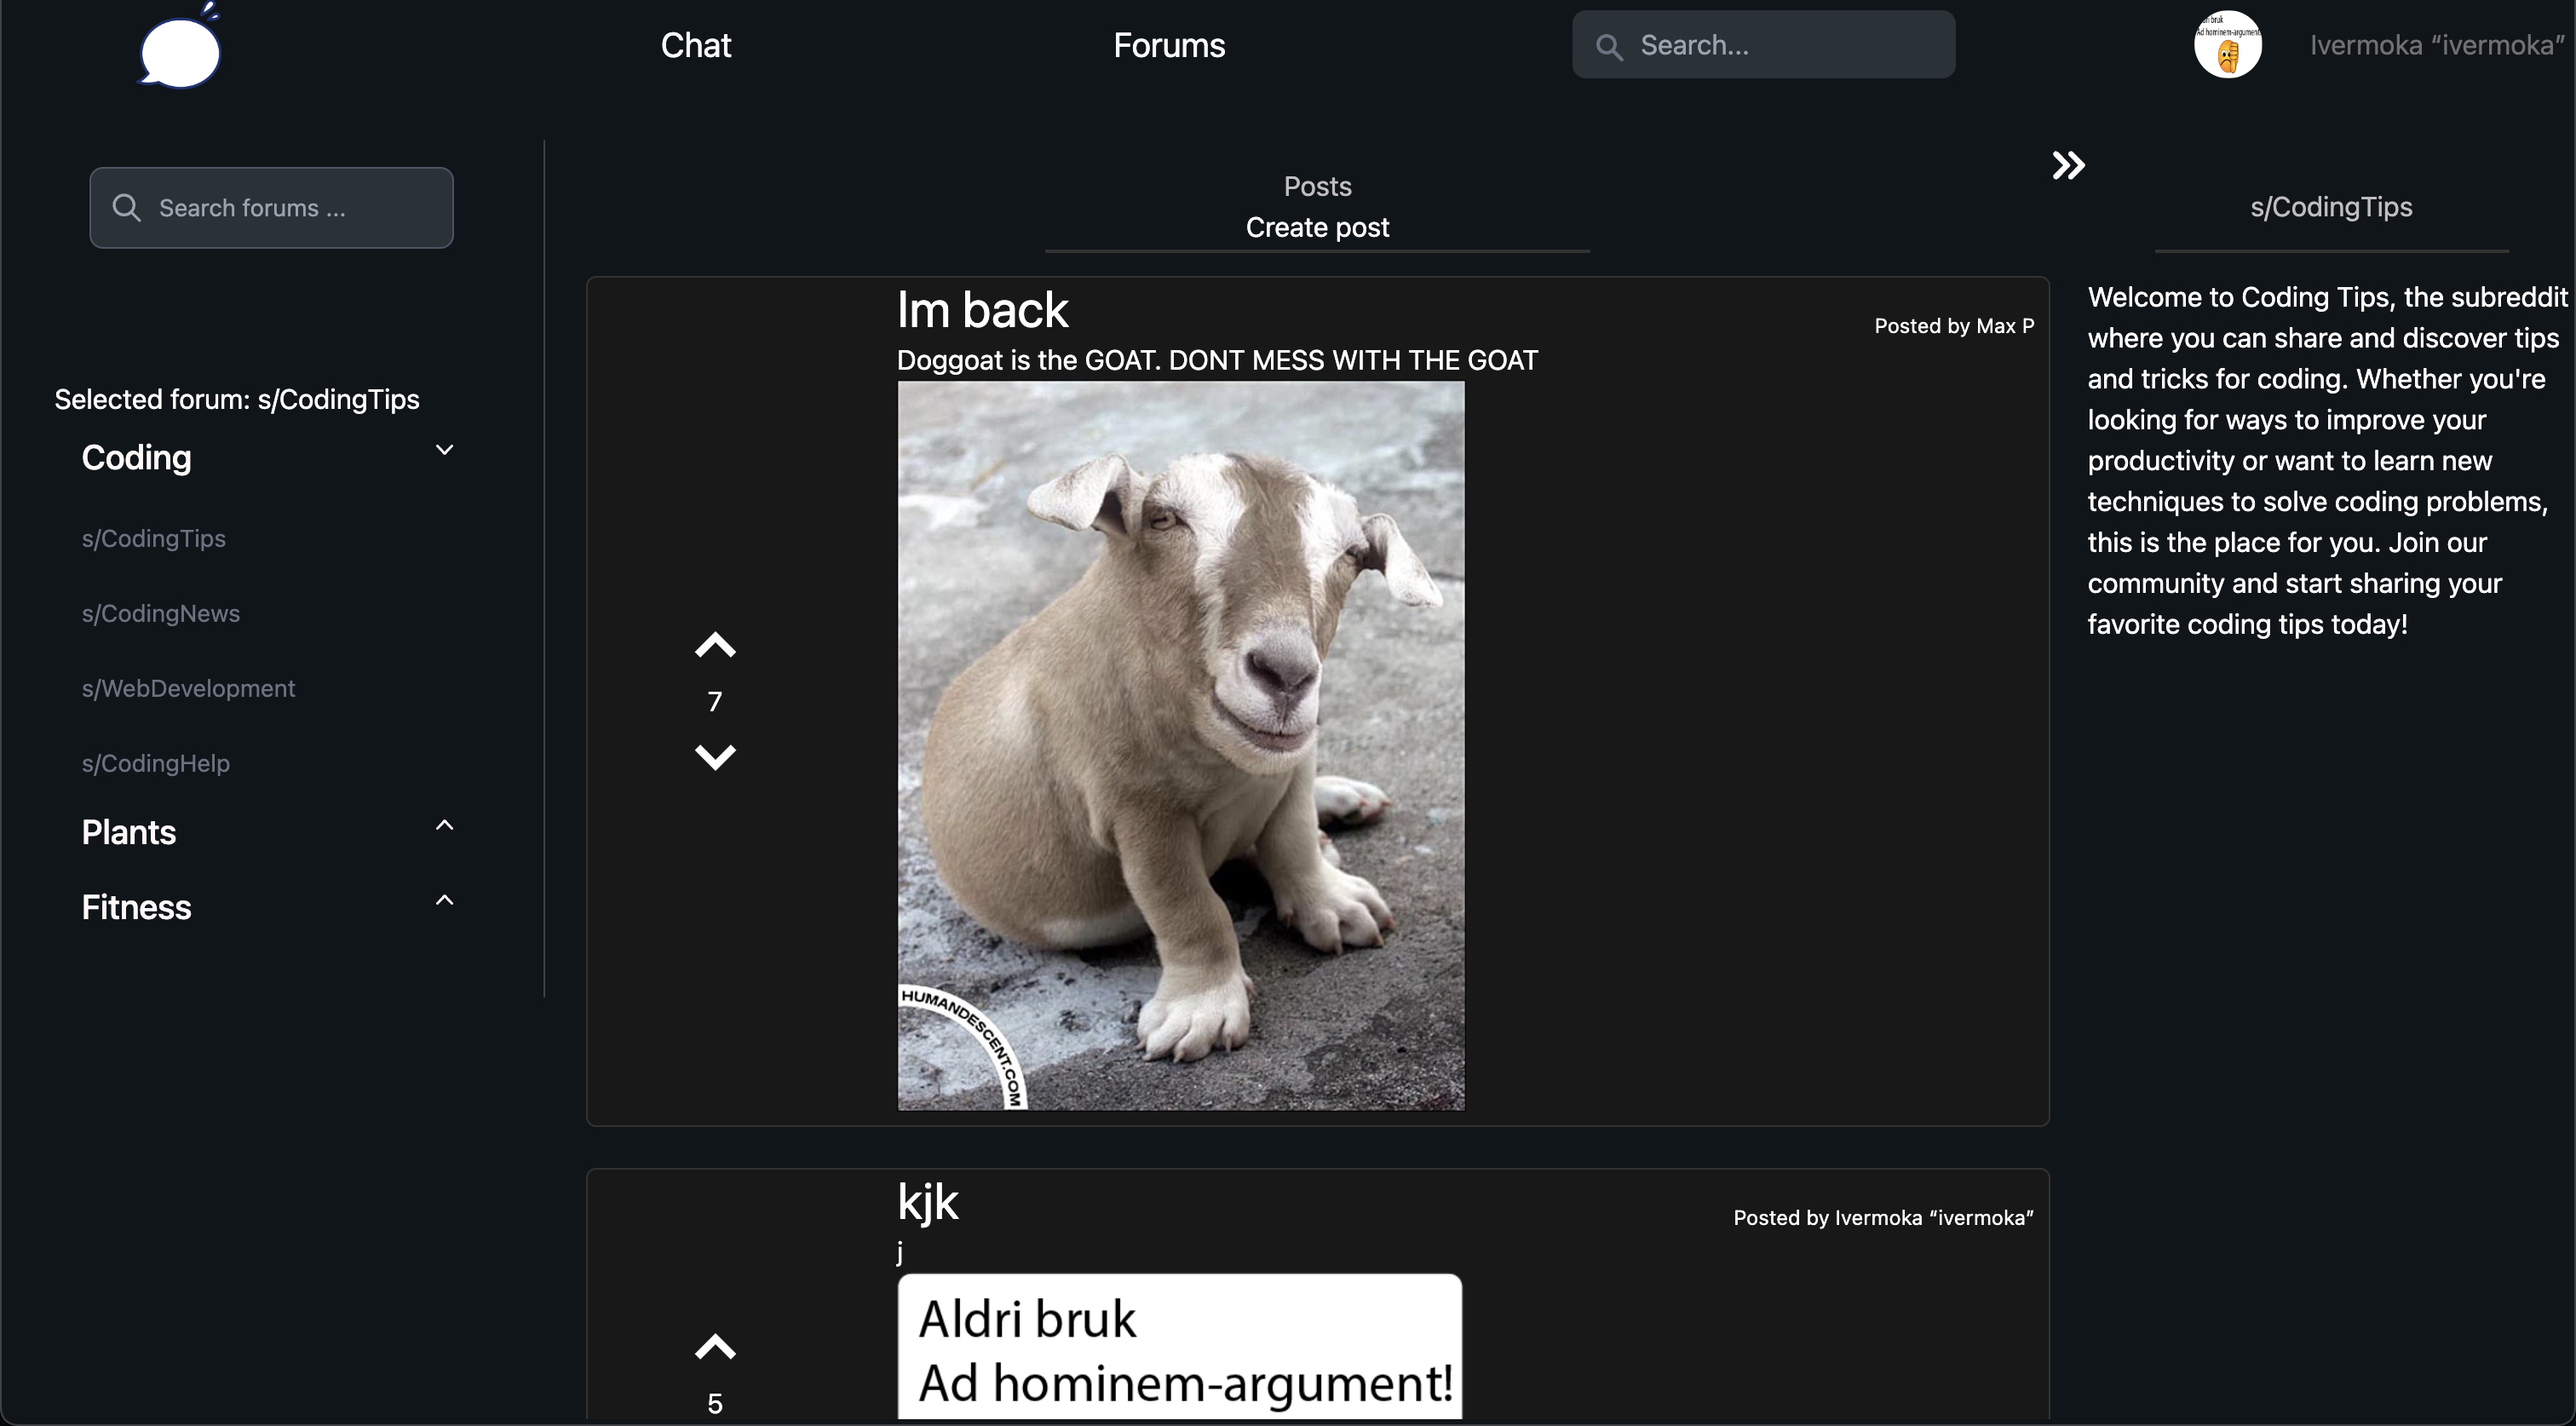 Chat
Forums
Search...
Ad hominem-argument
Ivermoka “ivermoka”
Search forums ...
Selected forum: s/CodingTips
Coding
s/CodingTips
s/CodingNews
s/WebDevelopment
s/CodingHelp
Plants
Fitness
Posts
Create post
Im back
Posted by Max P
Doggoat is the GOAT. DONT MESS WITH THE GOAT
7
HUMANDESCENT.COM
kjk
Posted by Ivermoka “ivermoka”
j
Aldri bruk
Ad hominem-argument!
5
s/CodingTips
Welcome to Coding Tips, the subreddit
where you can share and discover tips
and tricks for coding. Whether you're
looking for ways to improve your
productivity or want to learn new
techniques to solve coding problems,
this is the place for you. Join our
community and start sharing your
favorite coding tips today!